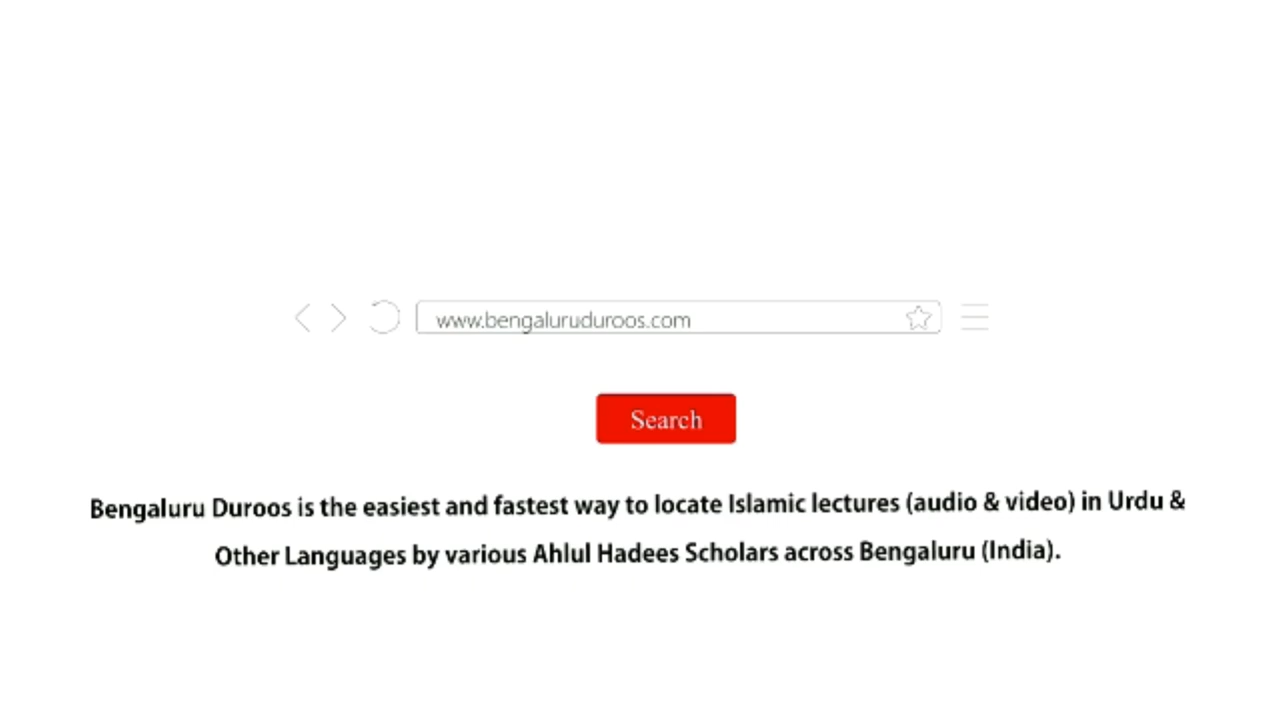 www.bengaluruduroos.com
Search
Bengaluru Duroos is the easiest and fastest way to locate Islamic lectures (audio & video) in Urdu &
Other Languages by various Ahlul Hadees Scholars across Bengaluru (India).